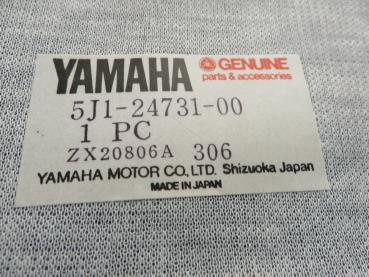 YAMAHA GENUINE
parts & accessories
5J1-24731-00
1 PC
ZX20806A 306
YAMAHA MOTOR CO., LTD. Shizuoka Japan
MADE IN JAPAN